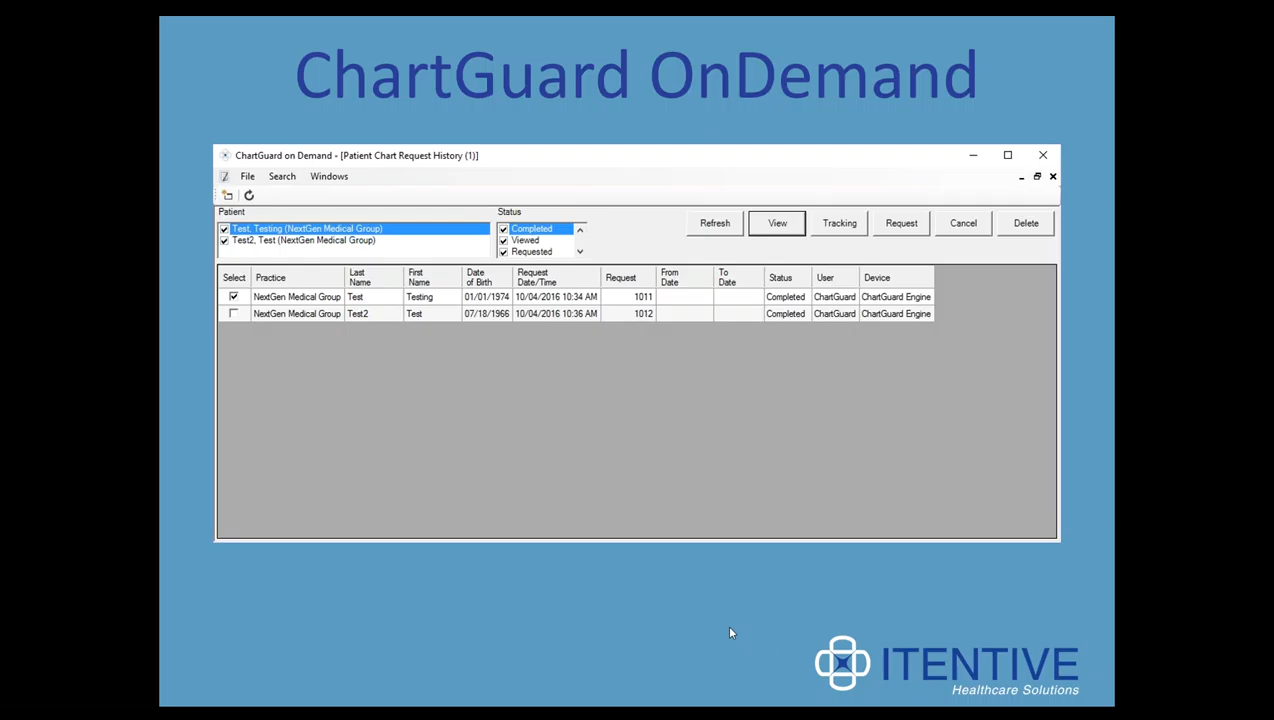 ChartGuard OnDemand
ChartGuard on Demand - [Patient Chart Request History (1)]
File Search Windows
Patient Status
Test, Testing (NextGen Medical Group) Completed Refresh View Tracking Request Cancel Delete
Test2, Test (NextGen Medical Group) Viewed
Requested
Select Practice Last Name First Name Date of Birth Request Date/Time Request From Date To Date Status User Device
NextGen Medical Group Test Testing 01/01/1974 10/04/2016 10:34 AM 1011 Completed ChartGuard ChartGuard Engine
NextGen Medical Group Test2 Test 07/18/1966 10/04/2016 10:36 AM 1012 Completed ChartGuard ChartGuard Engine
ITENTIVE
Healthcare Solutions